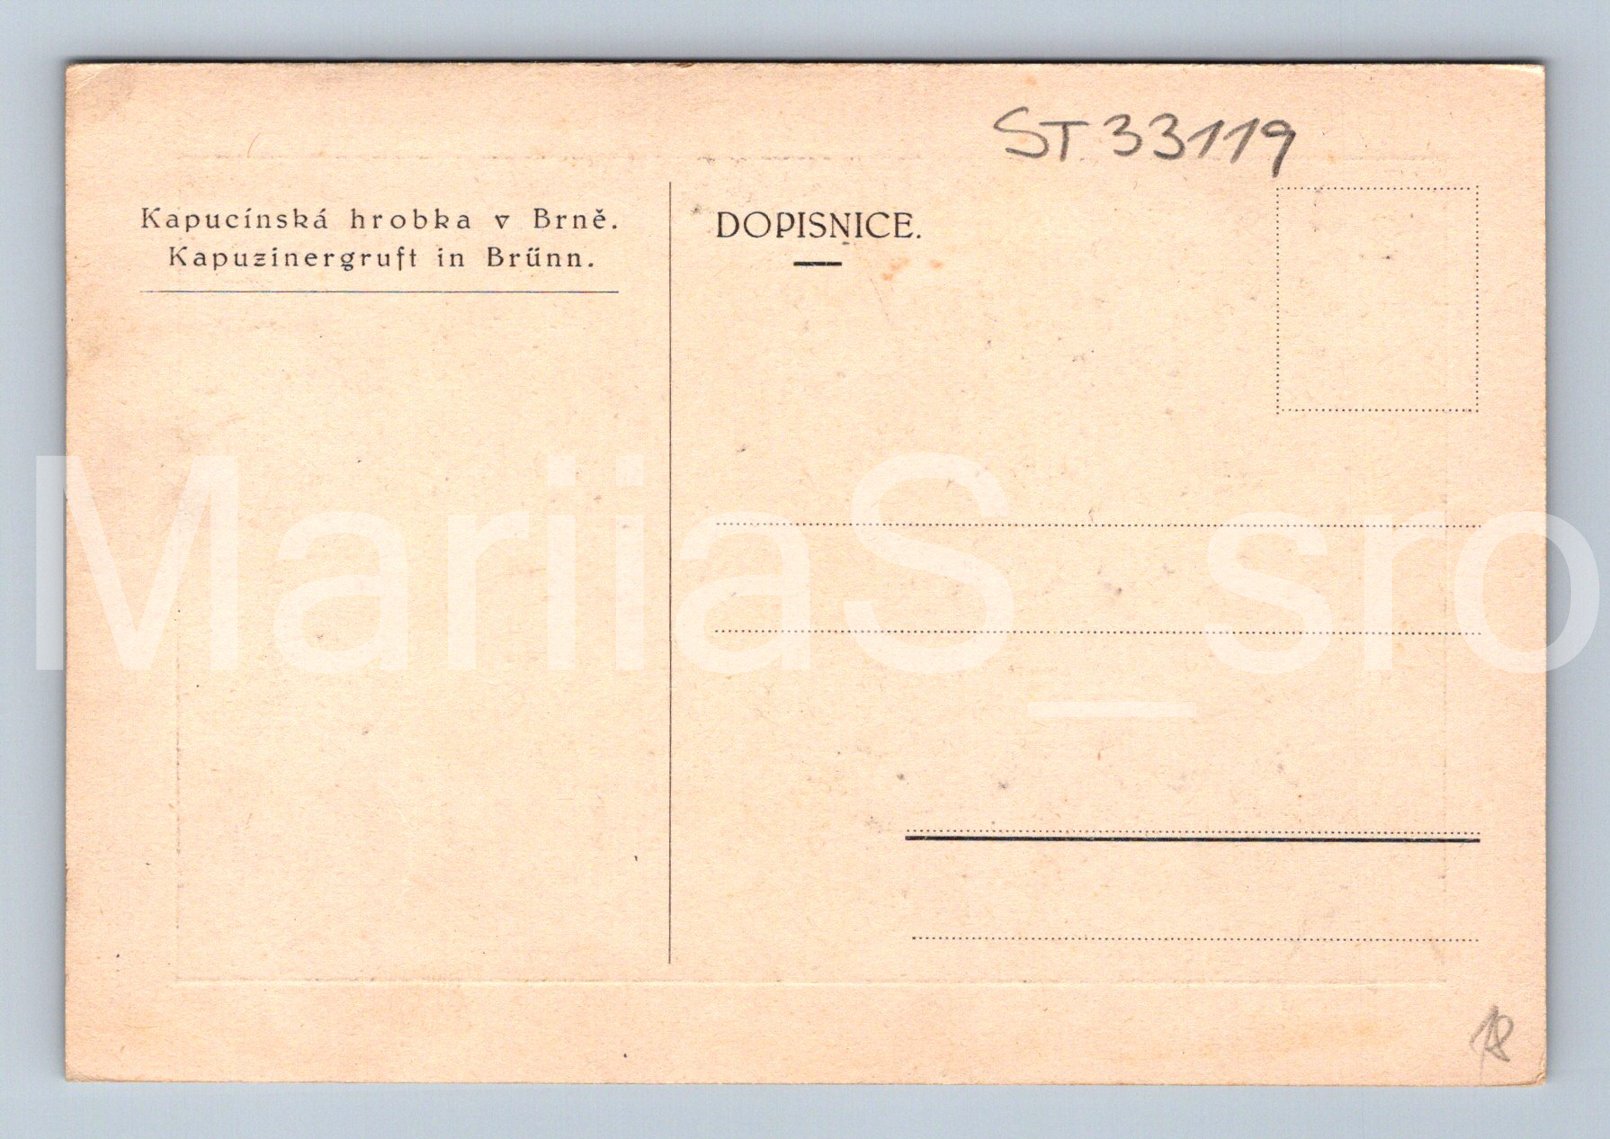 ST 33119
Kapucínská hrobka v Brně.
Kapuzinergruft in Brünn.
DOPISNICE.
MariiaS_sro